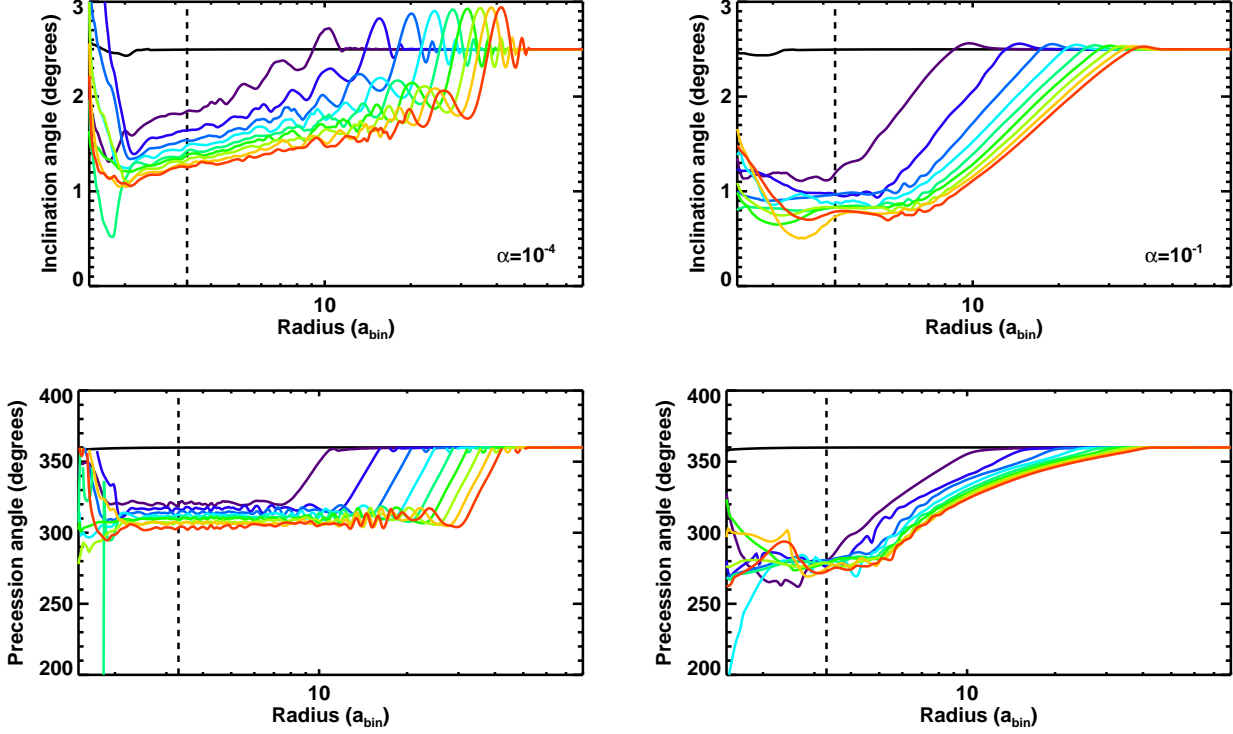 3
2
1
0
Inclination angle (degrees)
α=10⁻⁴
10
Radius (a_bin)
3
2
1
0
Inclination angle (degrees)
α=10⁻¹
10
Radius (a_bin)
400
350
300
250
200
Precession angle (degrees)
10
Radius (a_bin)
400
350
300
250
200
Precession angle (degrees)
10
Radius (a_bin)